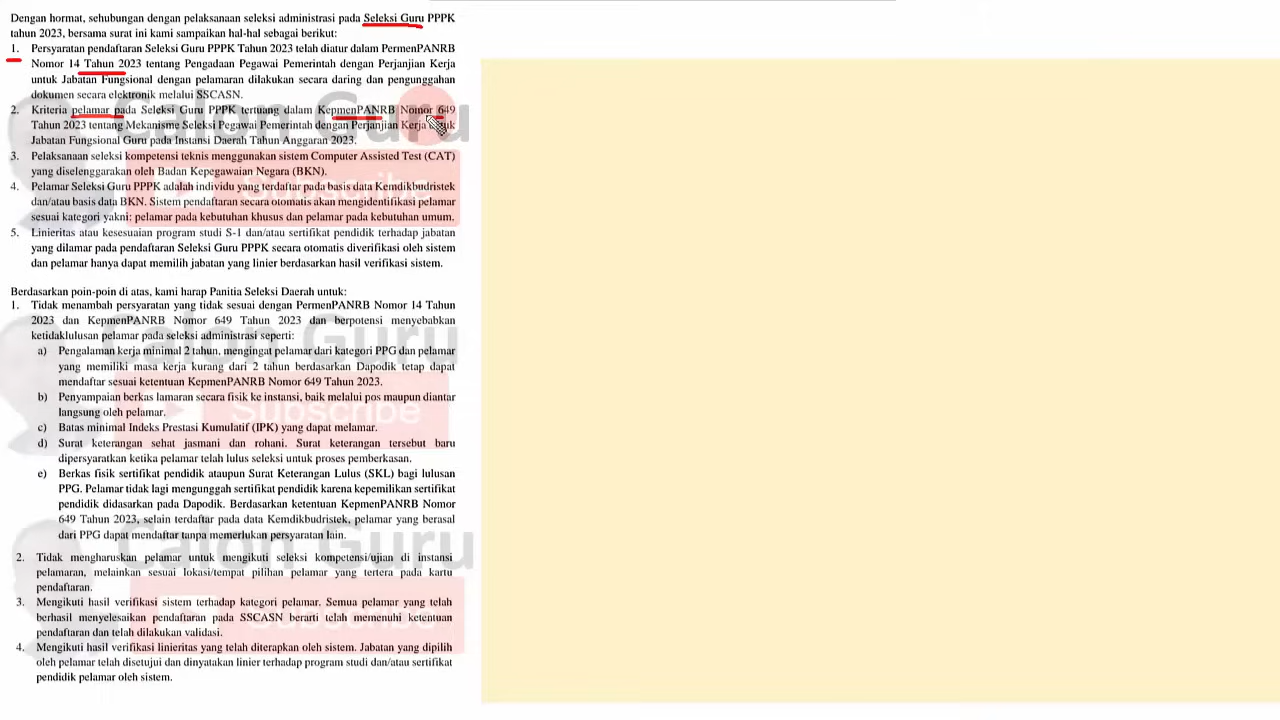 Dengan hormat, sehubungan dengan pelaksanaan seleksi administrasi pada Seleksi Guru PPPK
tahun 2023, bersama surat ini kami sampaikan hal-hal sebagai berikut:
1. Persyaratan pendaftaran Seleksi Guru PPPK Tahun 2023 telah diatur dalam PermenPANRB
Nomor 14 Tahun 2023 tentang Pengadaan Pegawai Pemerintah dengan Perjanjian Kerja
untuk Jabatan Fungsional dengan pelamaran dilakukan secara daring dan pengunggahan
dokumen secara elektronik melalui SSCASN.
2. Kriteria pelamar pada Seleksi Guru PPPK tertuang dalam KepmenPANRB Nomor 649
Tahun 2023 tentang Mekanisme Seleksi Pegawai Pemerintah dengan Perjanjian Kerja untuk
Jabatan Fungsional Guru pada Instansi Daerah Tahun Anggaran 2023.
3. Pelaksanaan seleksi kompetensi teknis menggunakan sistem Computer Assisted Test (CAT)
yang diselenggarakan oleh Badan Kepegawaian Negara (BKN).
4. Pelamar Seleksi Guru PPPK adalah individu yang terdaftar pada basis data Kemdikbudristek
dan/atau basis data BKN. Sistem pendaftaran secara otomatis akan mengidentifikasi pelamar
sesuai kategori yakni: pelamar pada kebutuhan khusus dan pelamar pada kebutuhan umum.
5. Linieritas atau kesesuaian program studi S-1 dan/atau sertifikat pendidik terhadap jabatan
yang dilamar pada pendaftaran Seleksi Guru PPPK secara otomatis diverifikasi oleh sistem
dan pelamar hanya dapat memilih jabatan yang linier berdasarkan hasil verifikasi sistem.
Berdasarkan poin-poin di atas, kami harap Panitia Seleksi Daerah untuk:
1. Tidak menambah persyaratan yang tidak sesuai dengan PermenPANRB Nomor 14 Tahun
2023 dan KepmenPANRB Nomor 649 Tahun 2023 dan berpotensi menyebabkan
ketidaklulusan pelamar pada seleksi administrasi seperti:
a) Pengalaman kerja minimal 2 tahun, mengingat pelamar dari kategori PPG dan pelamar
yang memiliki masa kerja kurang dari 2 tahun berdasarkan Dapodik tetap dapat
mendaftar sesuai ketentuan KepmenPANRB Nomor 649 Tahun 2023.
b) Penyampaian berkas lamaran secara fisik ke instansi, baik melalui pos maupun diantar
langsung oleh pelamar.
c) Batas minimal Indeks Prestasi Kumulatif (IPK) yang dapat melamar.
d) Surat keterangan sehat jasmani dan rohani. Surat keterangan tersebut baru
dipersyaratkan ketika pelamar telah lulus seleksi untuk proses pemberkasan.
e) Berkas fisik sertifikat pendidik ataupun Surat Keterangan Lulus (SKL) bagi lulusan
PPG. Pelamar tidak lagi mengunggah sertifikat pendidik karena kepemilikan sertifikat
pendidik didasarkan pada Dapodik. Berdasarkan ketentuan KepmenPANRB Nomor
649 Tahun 2023, selain terdaftar pada data Kemdikbudristek, pelamar yang berasal
dari PPG dapat mendaftar tanpa memerlukan persyaratan lain.
2. Tidak mengharuskan pelamar untuk mengikuti seleksi kompetensi/ujian di instansi
pelamaran, melainkan sesuai lokasi/tempat pilihan pelamar yang tertera pada kartu
pendaftaran.
3. Mengikuti hasil verifikasi sistem terhadap kategori pelamar. Semua pelamar yang telah
berhasil menyelesaikan pendaftaran pada SSCASN berarti telah memenuhi ketentuan
pendaftaran dan telah dilakukan validasi.
4. Mengikuti hasil verifikasi linieritas yang telah diterapkan oleh sistem. Jabatan yang dipilih
oleh pelamar telah disetujui dan dinyatakan linier terhadap program studi dan/atau sertifikat
pendidik pelamar oleh sistem.
Calon Guru
Subscribe
Calon Guru
Subscribe
Calon Guru
Subscribe